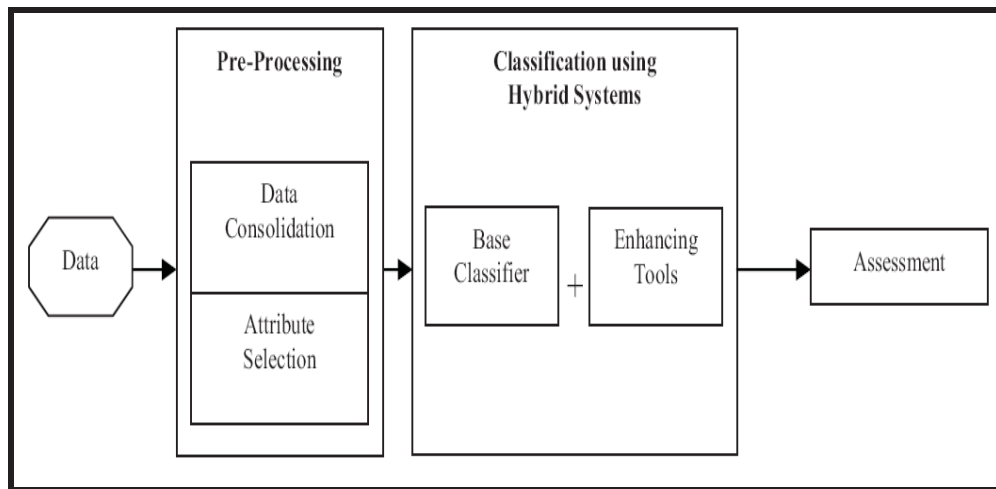 Data
Pre-Processing
Data
Consolidation
Attribute
Selection
Classification using
Hybrid Systems
Base
Classifier
+
Enhancing
Tools
Assessment